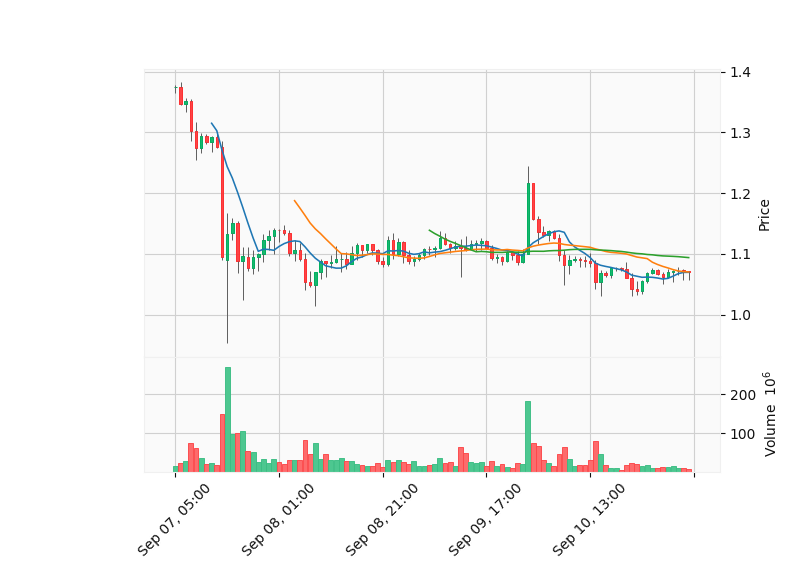 1.4
1.3
1.2
1.1
1.0
Price
200
100
Volume 10^6
Sep 07, 05:00
Sep 08, 01:00
Sep 08, 21:00
Sep 09, 17:00
Sep 10, 13:00